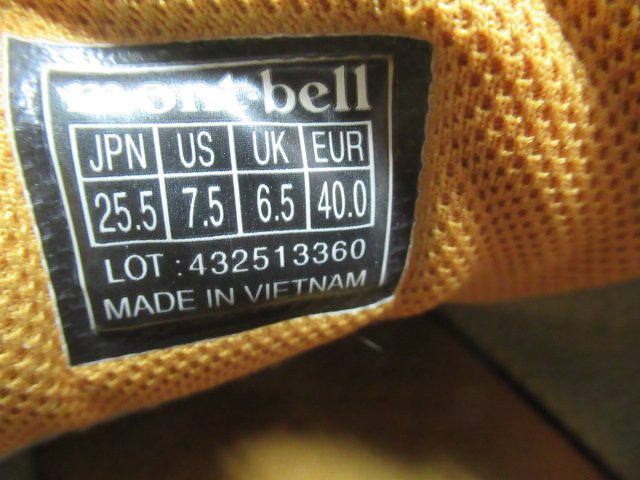 mont-bell
JPN US UK EUR
25.5 7.5 6.5 40.0
LOT : 432513360
MADE IN VIETNAM